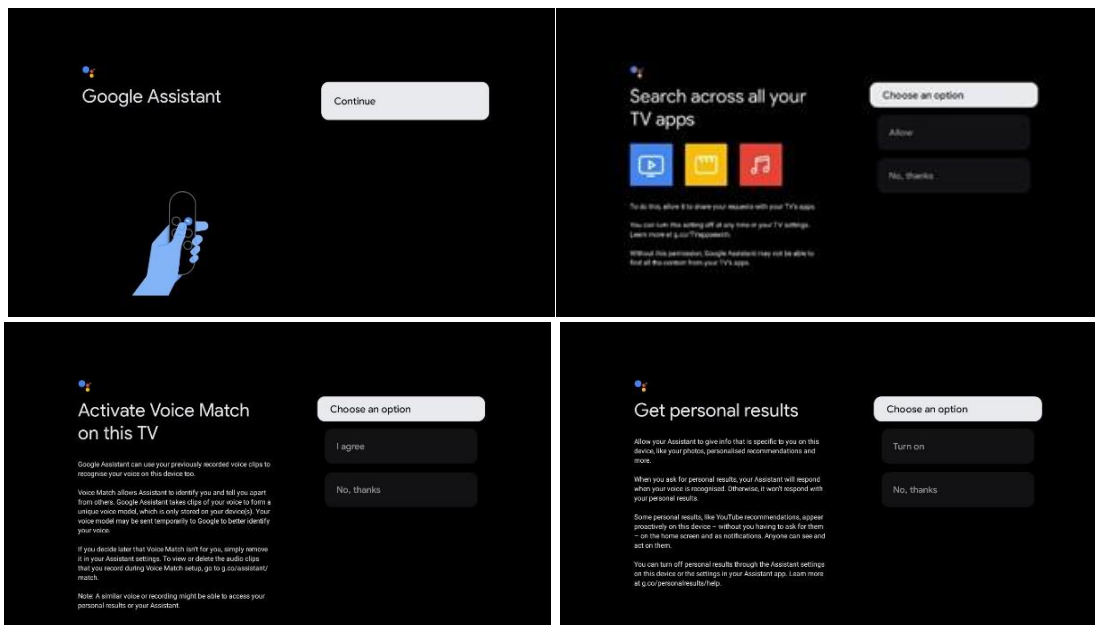 Google Assistant
Continue
Search across all your
TV apps
To do this, allow it to share your requests with your TV's apps.
You can turn this setting off at any time in your TV settings.
Learn more at
Without this permission, Google Assistant may not be able to
find all the content from your TV's apps.
Choose an option
Allow
No, thanks
Activate Voice Match
on this TV
Google Assistant can use your previously recorded voice clips to
recognise your voice on this device too.
Voice Match allows Assistant to identify you and tell you apart
from others. Google Assistant takes clips of your voice to form a
unique voice model, which is only stored on your device(s). Your
voice model may be sent temporarily to Google to better identify
your voice.
If you decide later that Voice Match isn't for you, simply remove
it in your Assistant settings. To view or delete the audio clips
that you record during Voice Match setup, go to g.co/assistant/
match.
Note: A similar voice or recording might be able to access your
personal results or your Assistant.
Choose an option
I agree
No, thanks
Get personal results
Allow your Assistant to give info that is specific to you on this
device, like your photos, personalised recommendations and
more.
When you ask for personal results, your Assistant will respond
when your voice is recognised. Otherwise, it won't respond with
your personal results.
Some personal results, like YouTube recommendations, appear
proactively on this device – without you having to ask for them
– on the home screen and as notifications. Anyone can see and
act on them.
You can turn off personal results through the Assistant settings
on this device or the settings in your Assistant app. Learn more
at g.co/personalresults/help.
Choose an option
Turn on
No, thanks